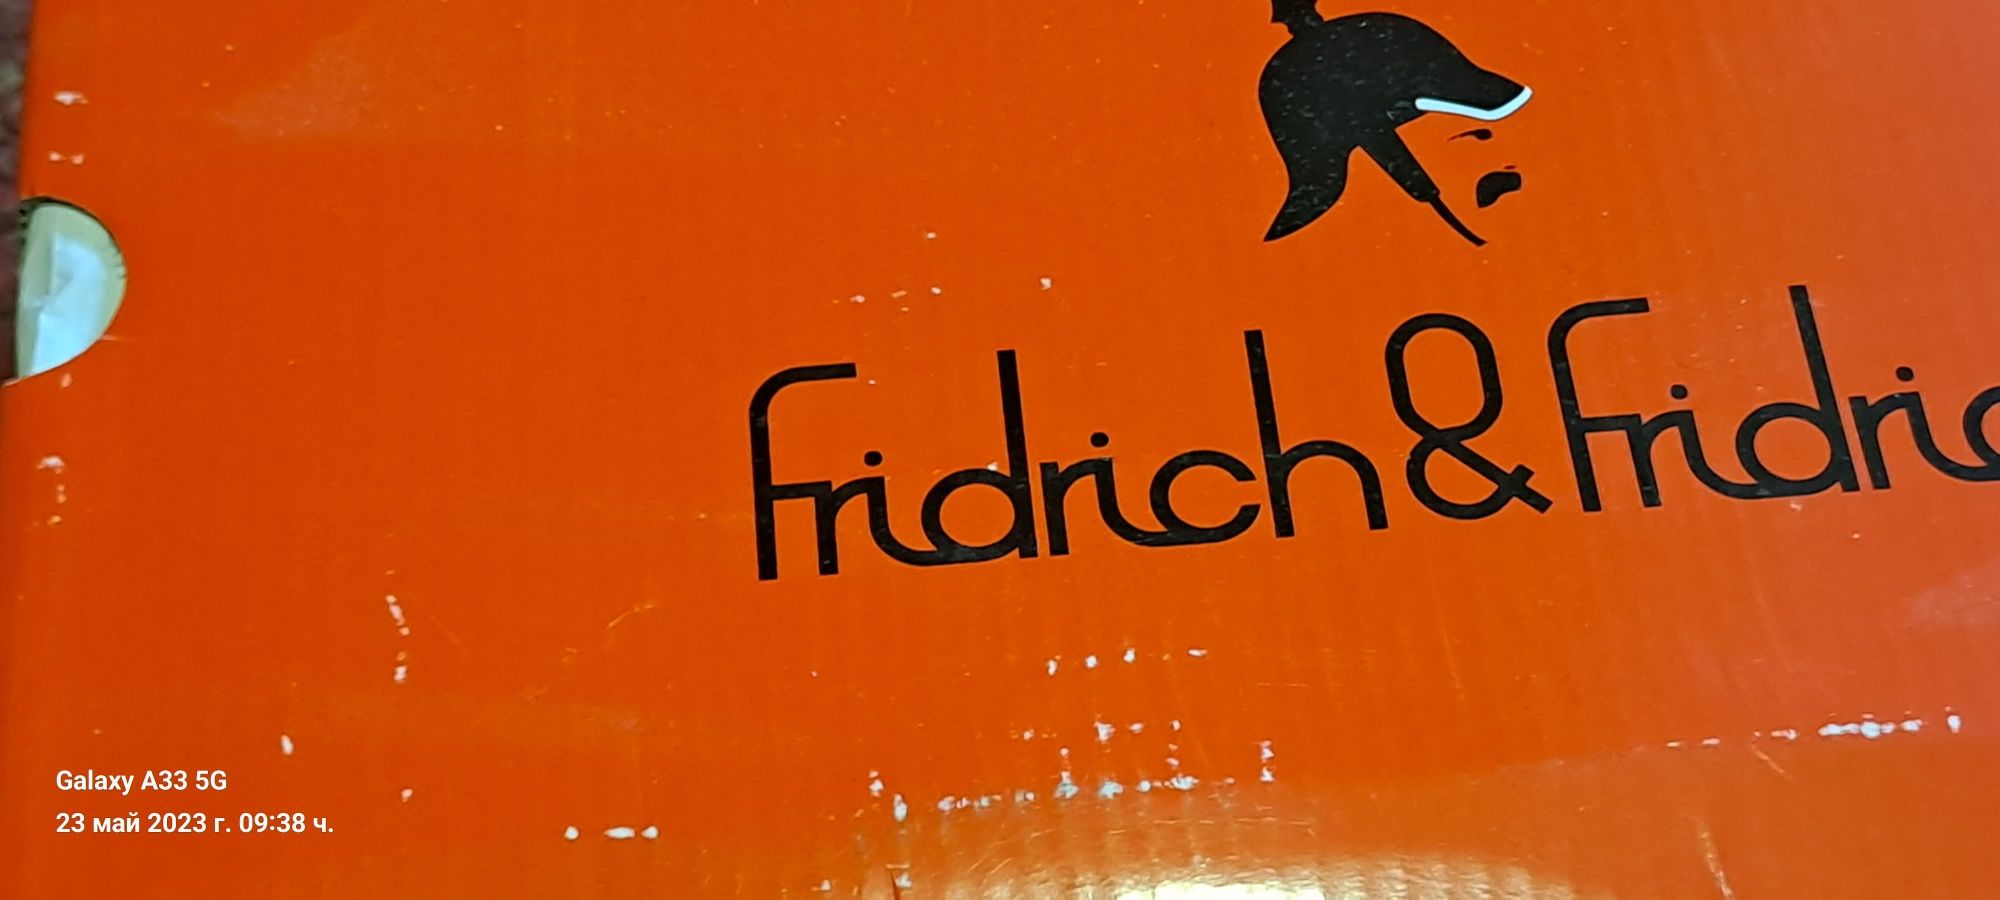 Fridrich & Fridric
Galaxy A33 5G
23 май 2023 г. 09:38 ч.